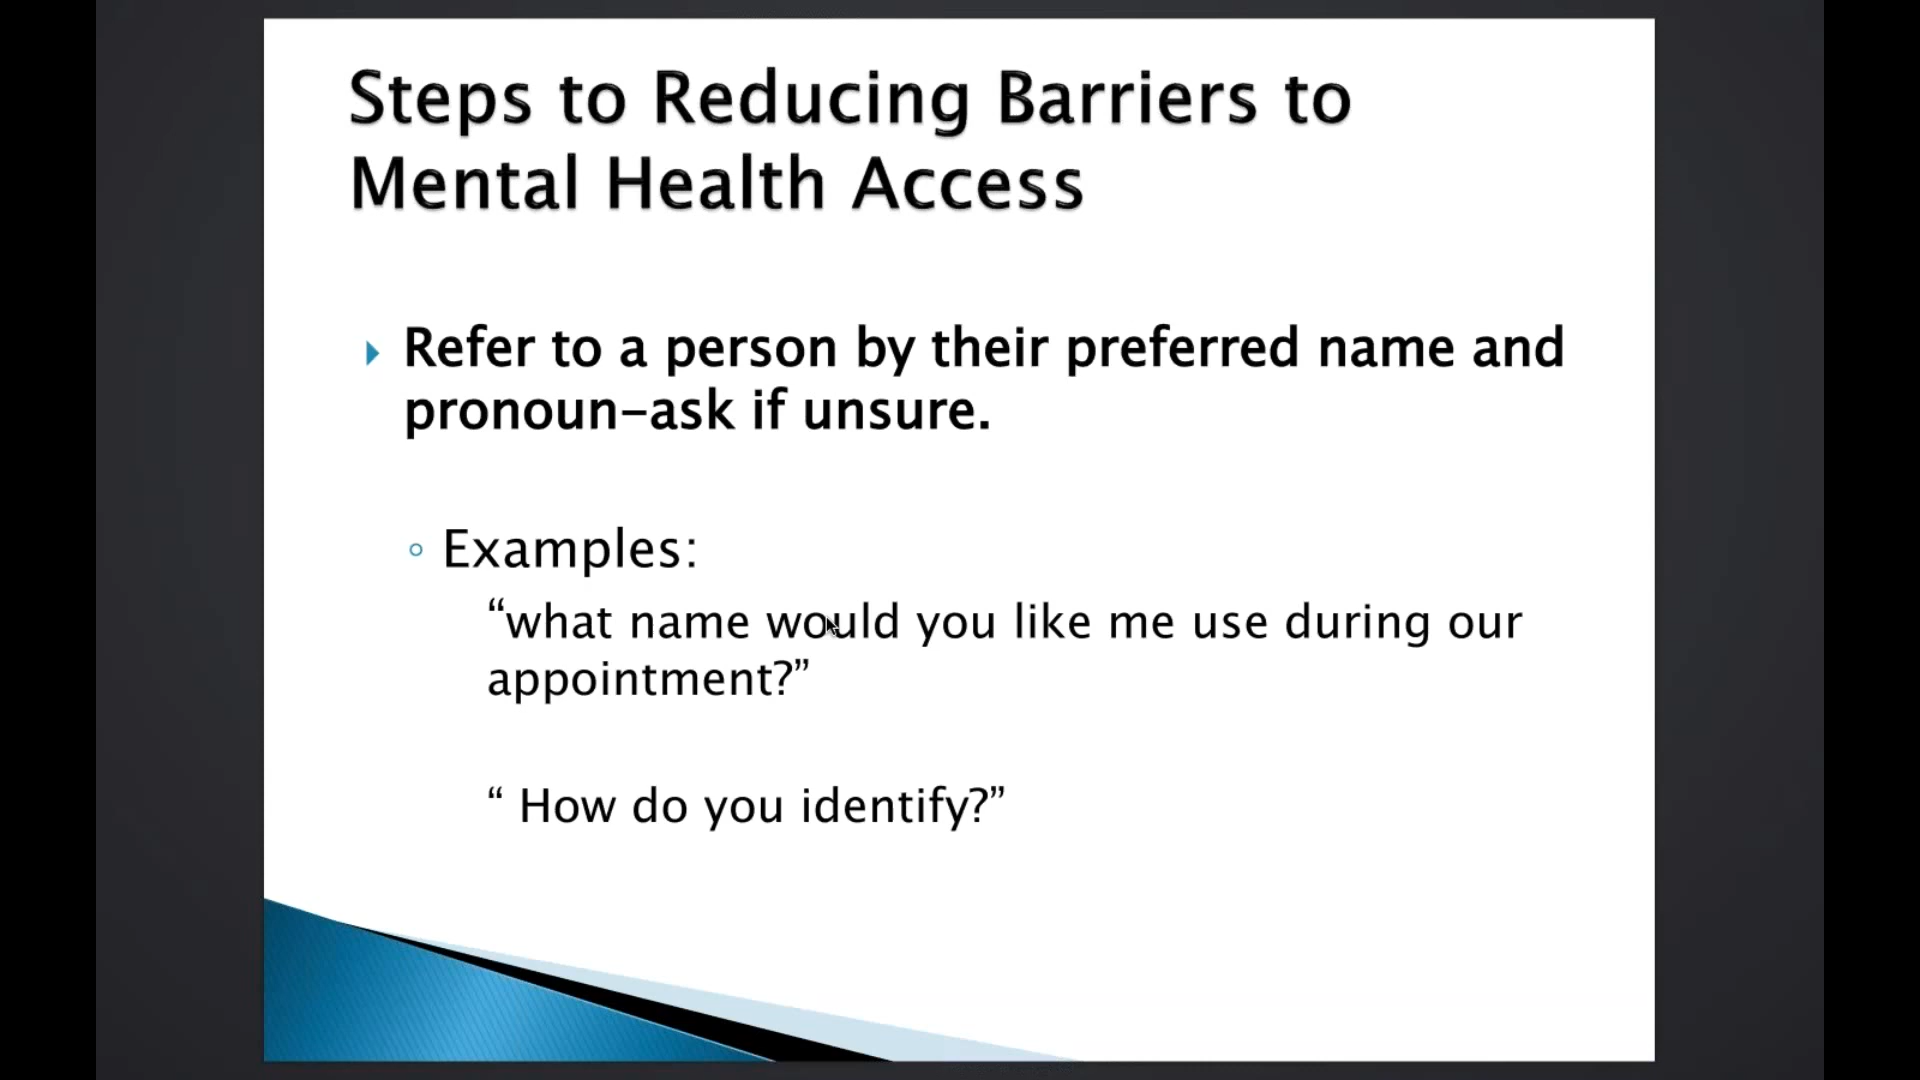 Steps to Reducing Barriers to
Mental Health Access
Refer to a person by their preferred name and
pronoun-ask if unsure.
Examples:
“what name would you like me use during our
appointment?”
“ How do you identify?”